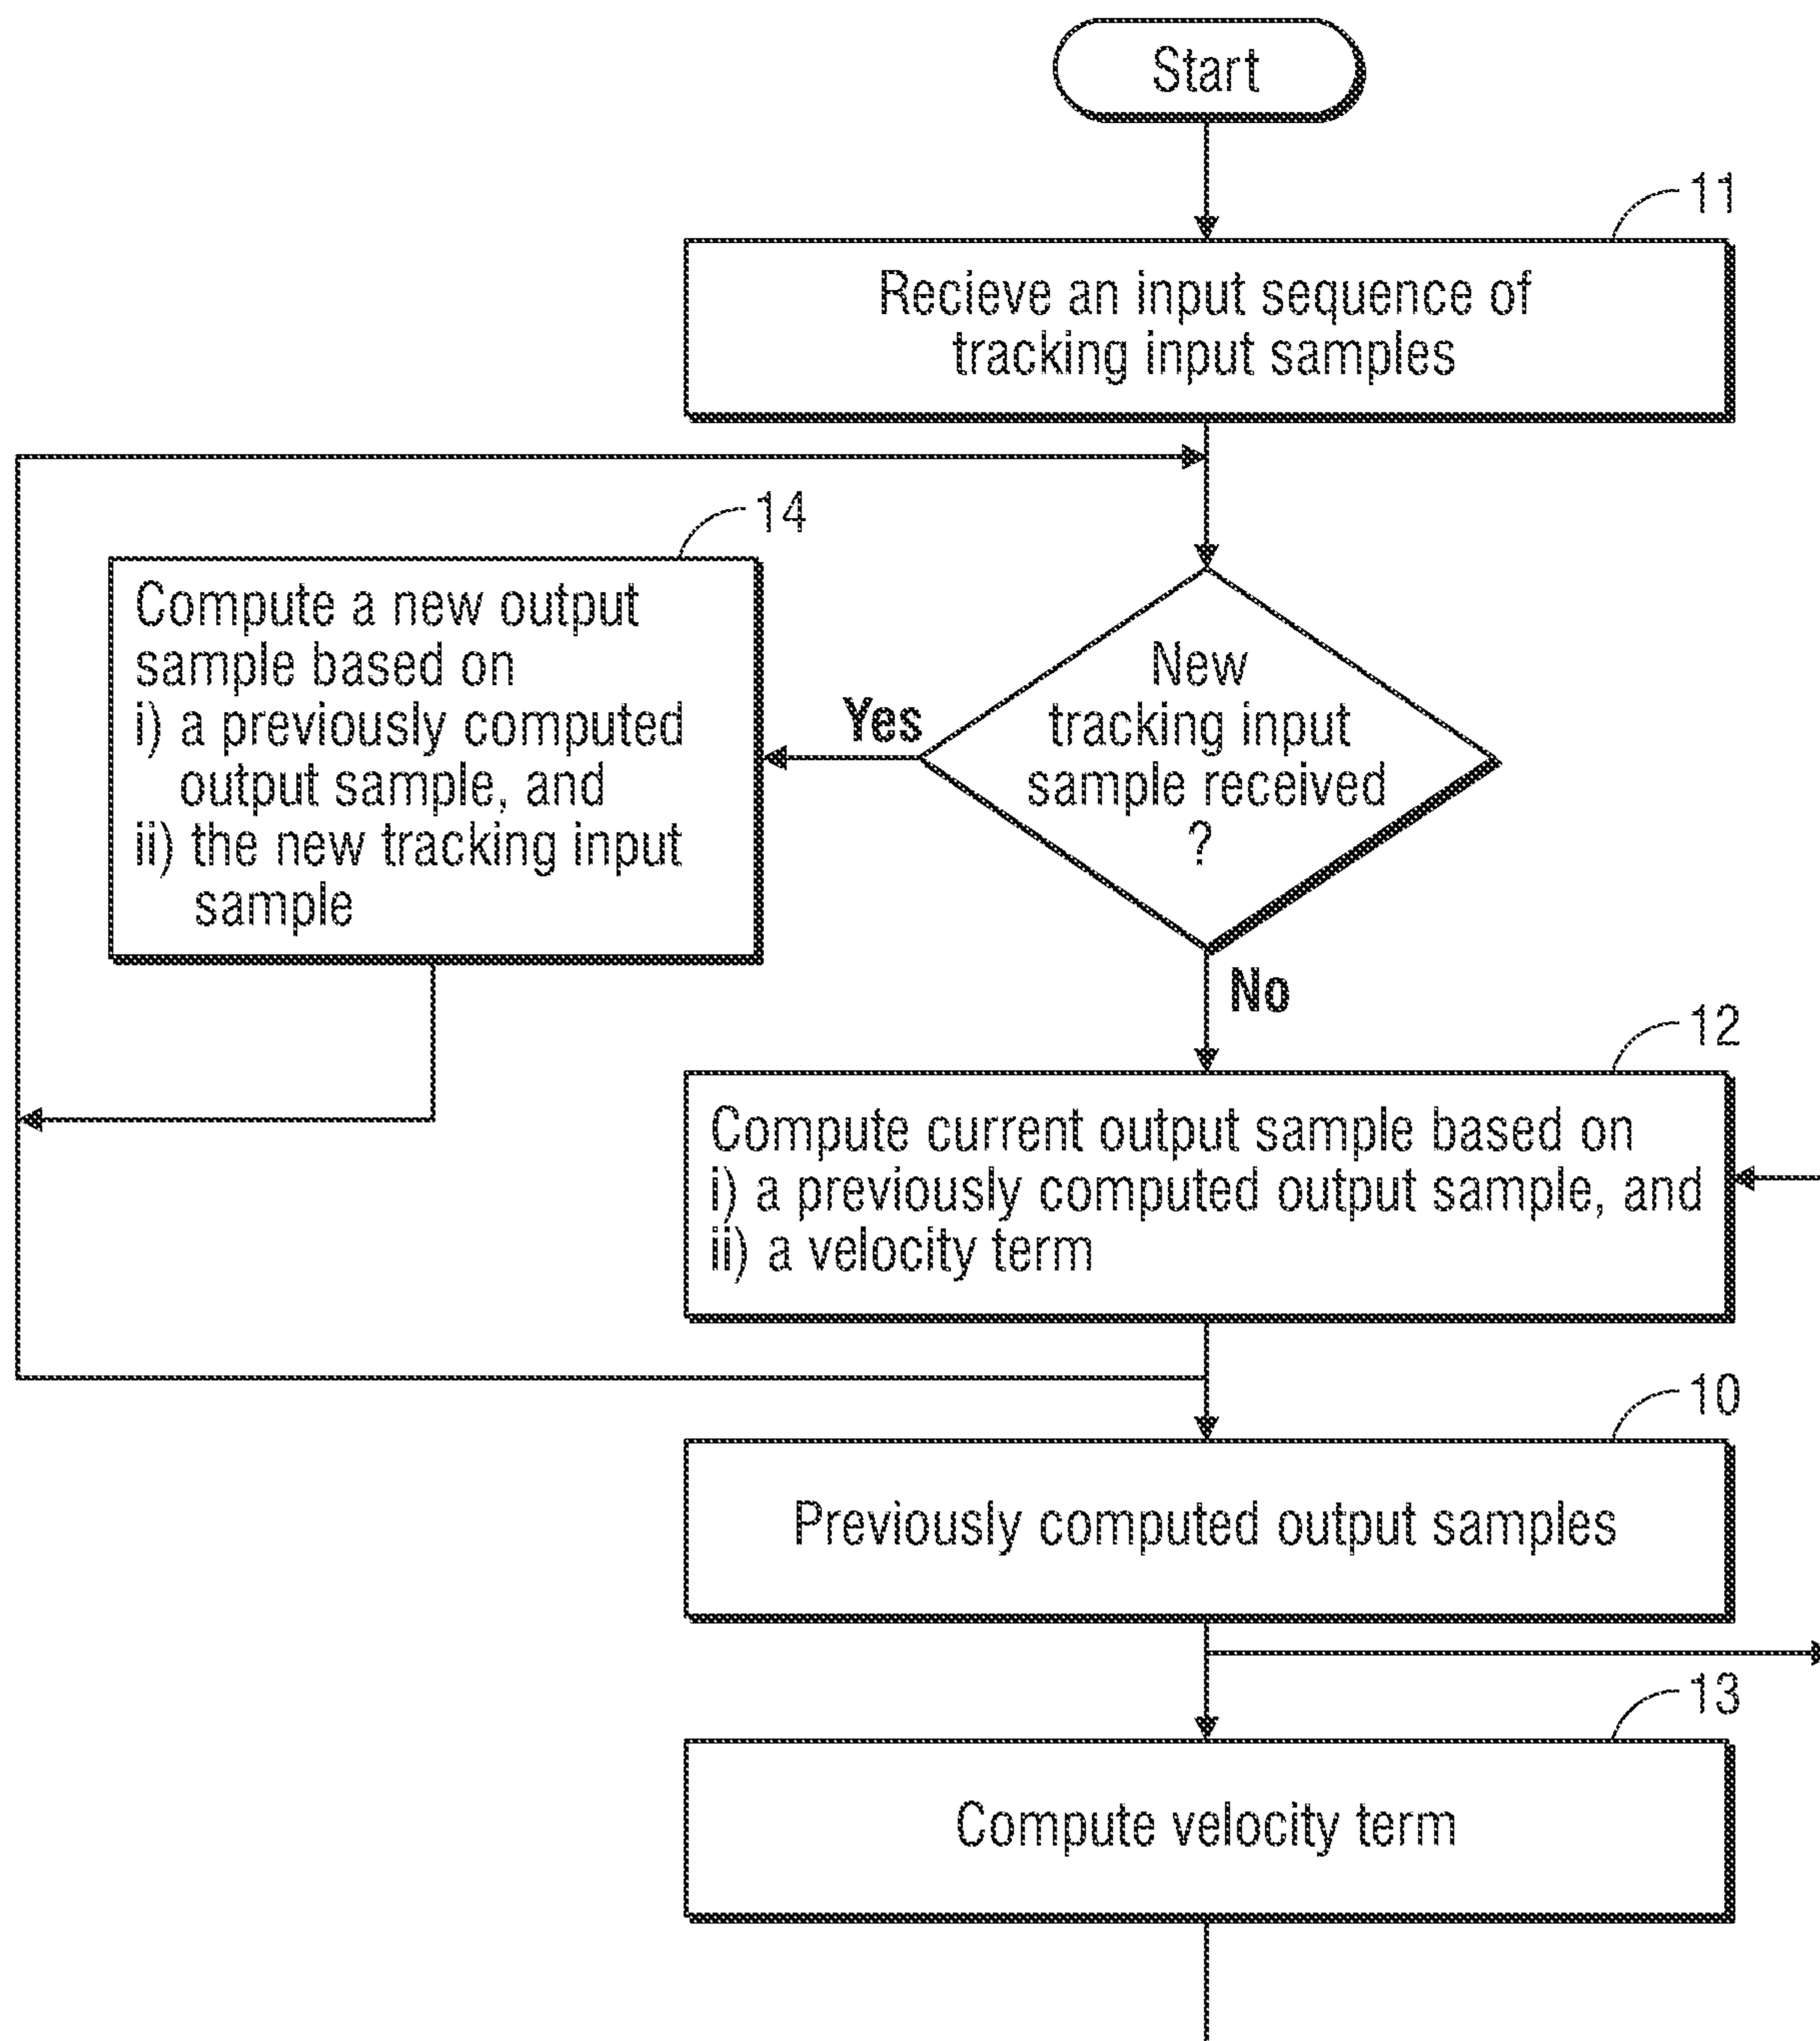 Start
11
Recieve an input sequence of
tracking input samples
14
Compute a new output
sample based on
i) a previously computed
output sample, and
ii) the new tracking input
sample
Yes
New
tracking input
sample received
?
No
12
Compute current output sample based on
i) a previously computed output sample, and
ii) a velocity term
10
Previously computed output samples
13
Compute velocity term